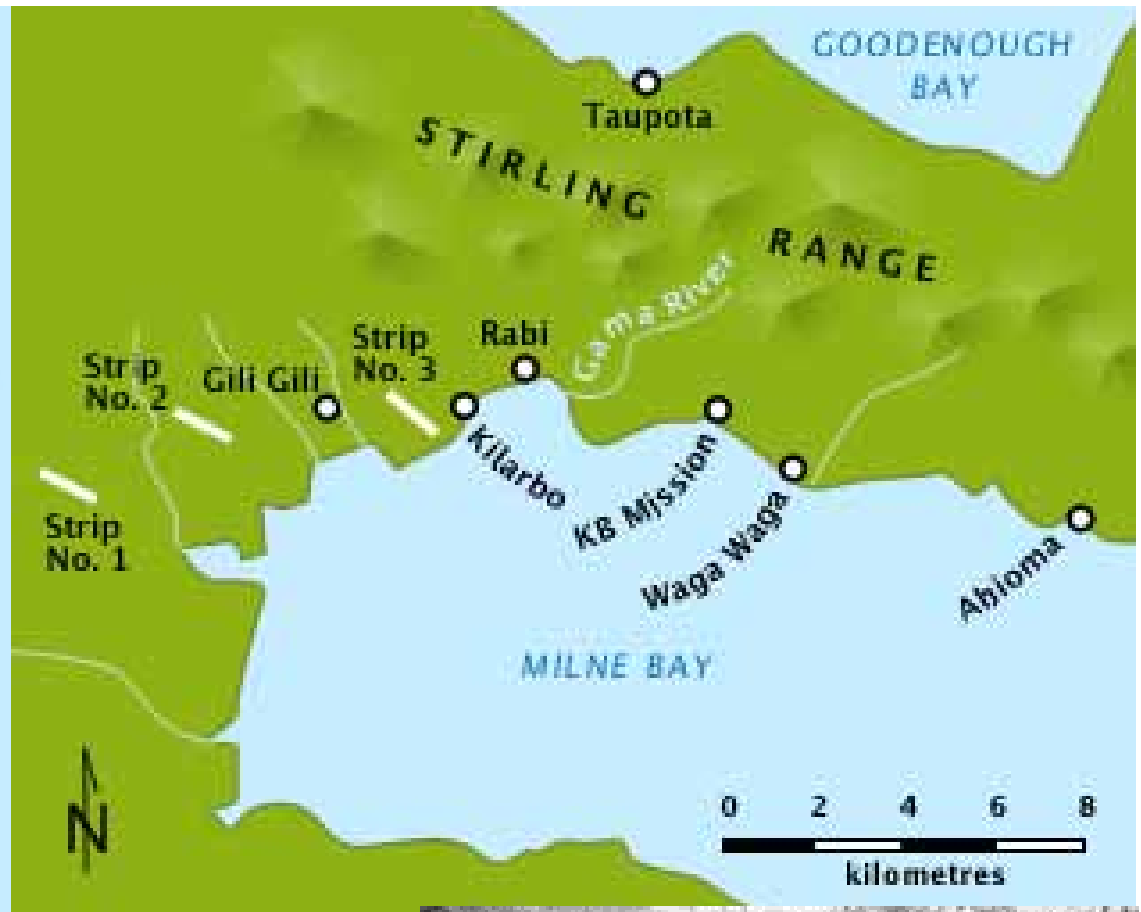 GOODENOUGH
BAY
Taupota
STIRLING
RANGE
Gama River
Rabi
Strip
No. 3
Strip
No. 2
Gili Gili
Kilarbo
KB Mission
Strip
No. 1
Waga Waga
Ahioma
MILNE BAY
N
0 2 4 6 8
kilometres